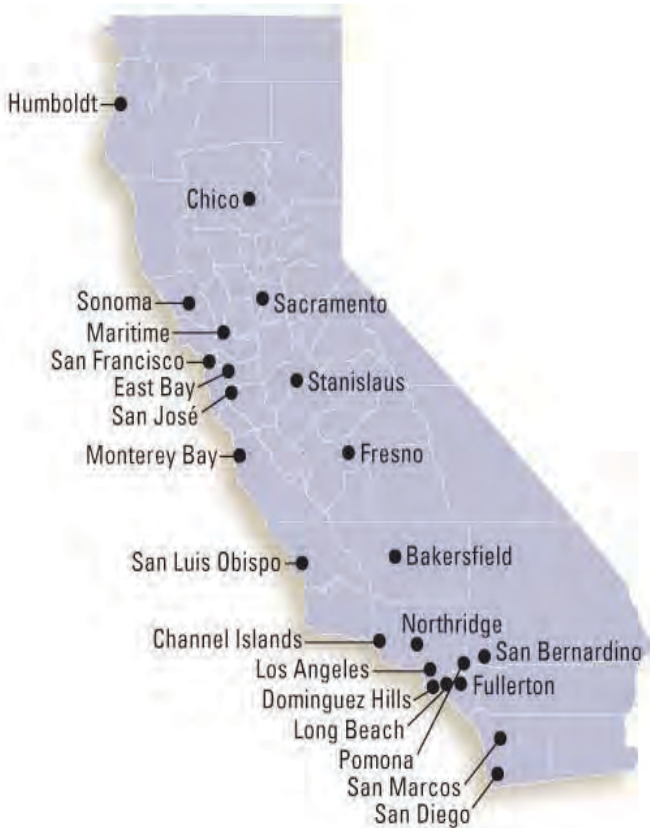 Humboldt
Chico
Sonoma
Sacramento
Maritime
San Francisco
East Bay
Stanislaus
San José
Monterey Bay
Fresno
San Luis Obispo
Bakersfield
Channel Islands
Northridge
San Bernardino
Los Angeles
Fullerton
Dominguez Hills
Long Beach
Pomona
San Marcos
San Diego